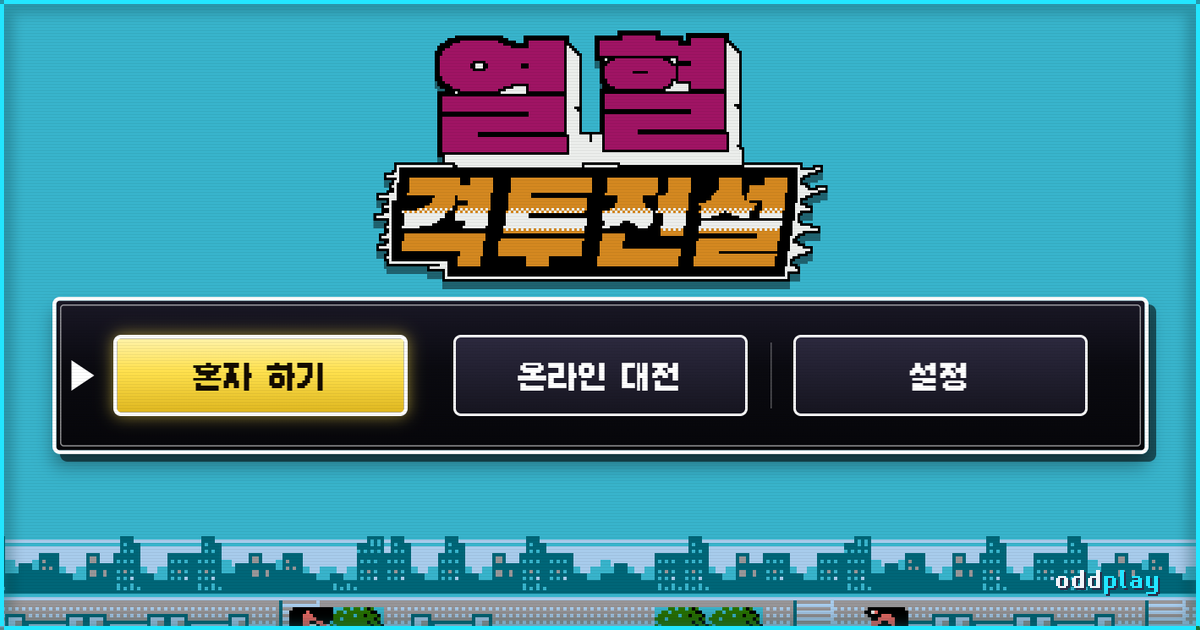 열혈
격투전설
혼자 하기
온라인 대전
설정
oddplay